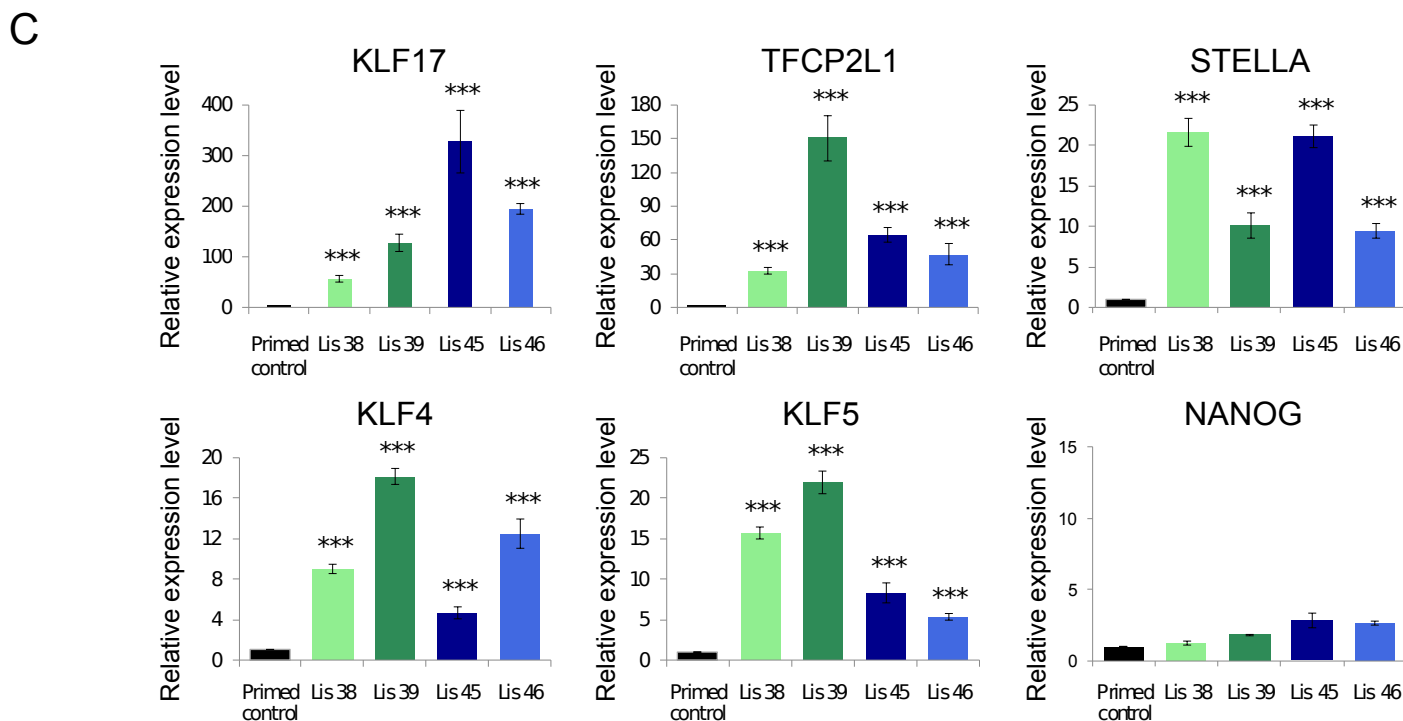 C
KLF17
Relative expression level
400
300
200
100
0
***
***
***
***
Primed control
Lis 38
Lis 39
Lis 45
Lis 46
TFCP2L1
Relative expression level
180
150
120
90
60
30
0
***
***
***
***
Primed control
Lis 38
Lis 39
Lis 45
Lis 46
STELLA
Relative expression level
25
20
15
10
5
0
***
***
***
***
Primed control
Lis 38
Lis 39
Lis 45
Lis 46
KLF4
Relative expression level
20
16
12
8
4
0
***
***
***
***
Primed control
Lis 38
Lis 39
Lis 45
Lis 46
KLF5
Relative expression level
25
20
15
10
5
0
***
***
***
***
Primed control
Lis 38
Lis 39
Lis 45
Lis 46
NANOG
Relative expression level
15
10
5
0
Primed control
Lis 38
Lis 39
Lis 45
Lis 46